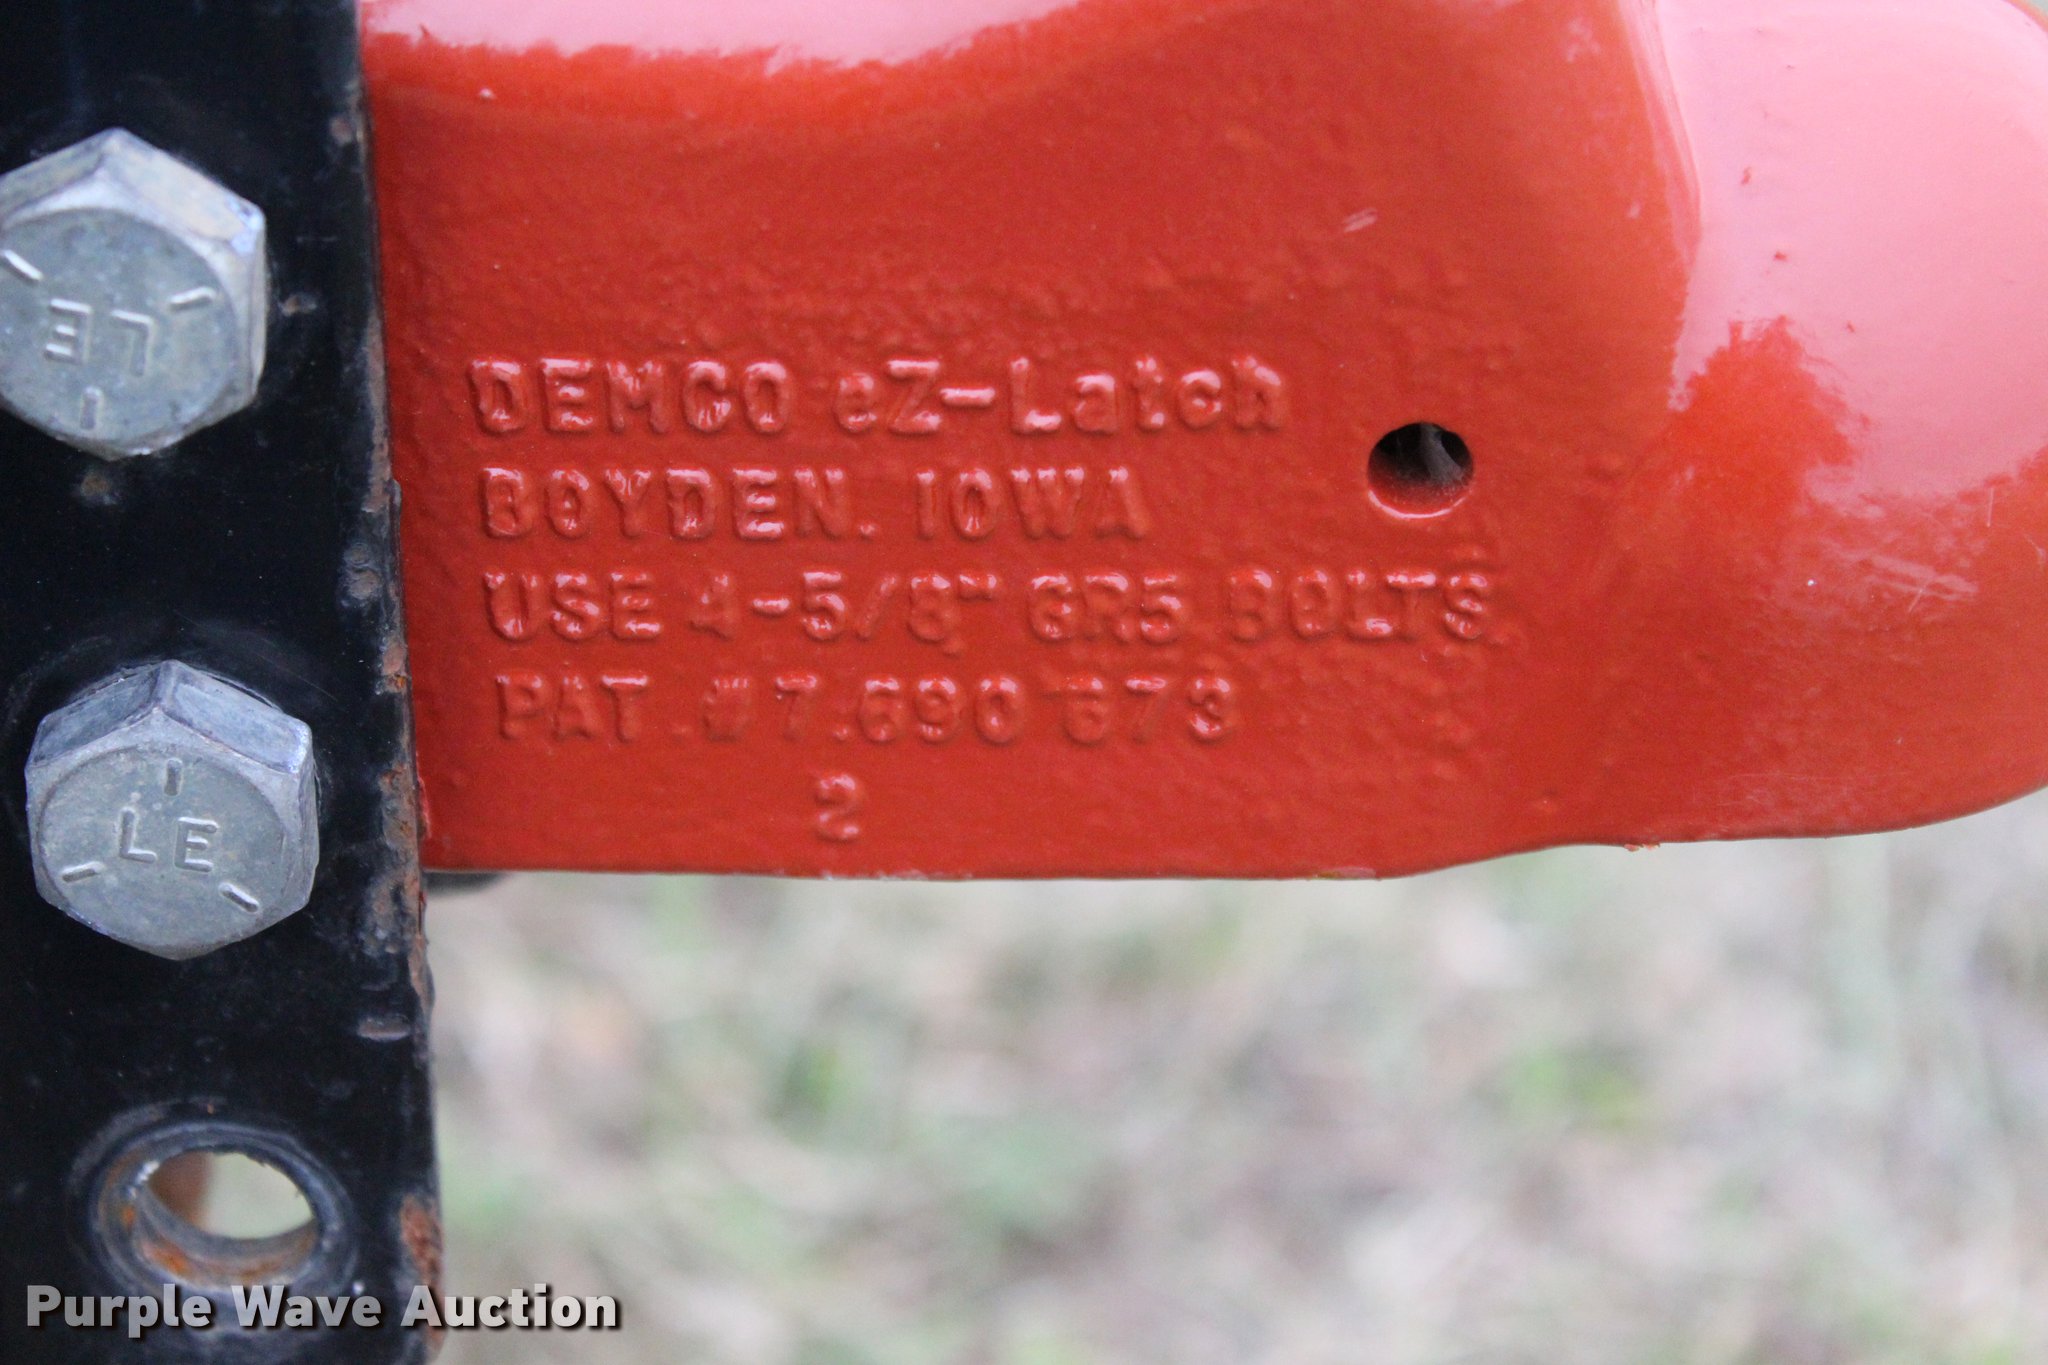 LE
DEMCO eZ-Latch
BOYDEN, IOWA
USE 4-5/8" GR5 BOLTS
PAT. #7,690 673
2
LE
Purple Wave Auction